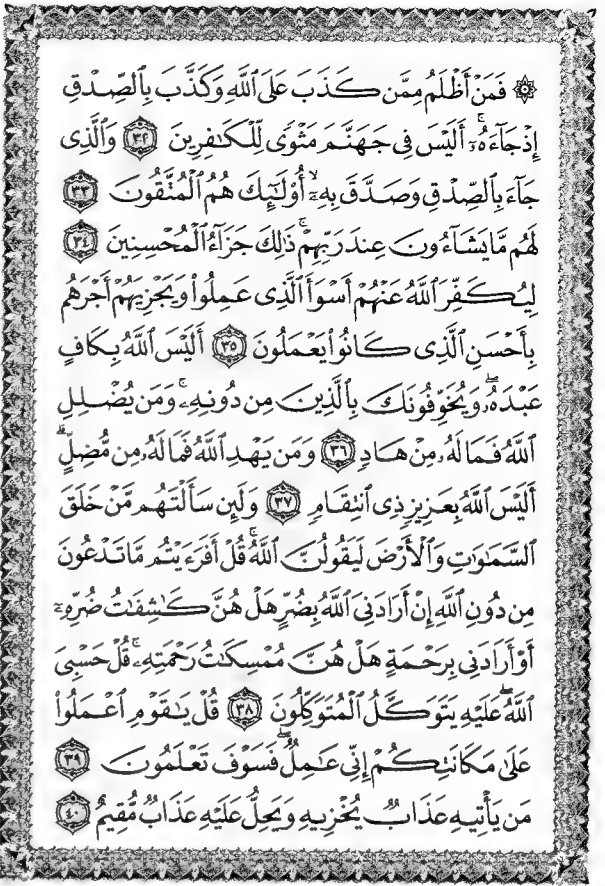 ۞ فَمَنْ أَظْلَمُ مِمَّن كَذَبَ عَلَى ٱللَّهِ وَكَذَّبَ بِٱلصِّدْقِ
إِذْ جَآءَهُۥٓ ۚ أَلَيْسَ فِى جَهَنَّمَ مَثْوًى لِّلْكَٰفِرِينَ ٣٢ وَٱلَّذِى
جَآءَ بِٱلصِّدْقِ وَصَدَّقَ بِهِۦٓ ۙ أُو۟لَٰٓئِكَ هُمُ ٱلْمُتَّقُونَ ٣٣
لَهُم مَّا يَشَآءُونَ عِندَ رَبِّهِمْ ۚ ذَٰلِكَ جَزَآءُ ٱلْمُحْسِنِينَ ٣٤
لِيُكَفِّرَ ٱللَّهُ عَنْهُمْ أَسْوَأَ ٱلَّذِى عَمِلُوا۟ وَيَجْزِيَهُمْ أَجْرَهُم
بِأَحْسَنِ ٱلَّذِى كَانُوا۟ يَعْمَلُونَ ٣٥ أَلَيْسَ ٱللَّهُ بِكَافٍ
عَبْدَهُۥ ۖ وَيُخَوِّفُونَكَ بِٱلَّذِينَ مِن دُونِهِۦ ۚ وَمَن يُضْلِلِ
ٱللَّهُ فَمَا لَهُۥ مِنْ هَادٍ ٣٦ وَمَن يَهْدِ ٱللَّهُ فَمَا لَهُۥ مِن مُّضِلٍّ ۗ
أَلَيْسَ ٱللَّهُ بِعَزِيزٍ ذِى ٱنتِقَامٍ ٣٧ وَلَئِن سَأَلْتَهُم مَّنْ خَلَقَ
ٱلسَّمَٰوَٰتِ وَٱلْأَرْضَ لَيَقُولُنَّ ٱللَّهُ ۚ قُلْ أَفَرَءَيْتُم مَّا تَدْعُونَ
مِن دُونِ ٱللَّهِ إِنْ أَرَادَنِىَ ٱللَّهُ بِضُرٍّ هَلْ هُنَّ كَٰشِفَٰتُ ضُرِّهِۦٓ
أَوْ أَرَادَنِى بِرَحْمَةٍ هَلْ هُنَّ مُمْسِكَٰتُ رَحْمَتِهِۦ ۚ قُلْ حَسْبِىَ
ٱللَّهُ ۖ عَلَيْهِ يَتَوَكَّلُ ٱلْمُتَوَكِّلُونَ ٣٨ قُلْ يَٰقَوْمِ ٱعْمَلُوا۟
عَلَىٰ مَكَانَتِكُمْ إِنِّى عَٰمِلٌ ۖ فَسَوْفَ تَعْلَمُونَ ٣٩
مَن يَأْتِيهِ عَذَابٌ يُخْزِيهِ وَيَحِلُّ عَلَيْهِ عَذَابٌ مُّقِيمٌ ٤٠